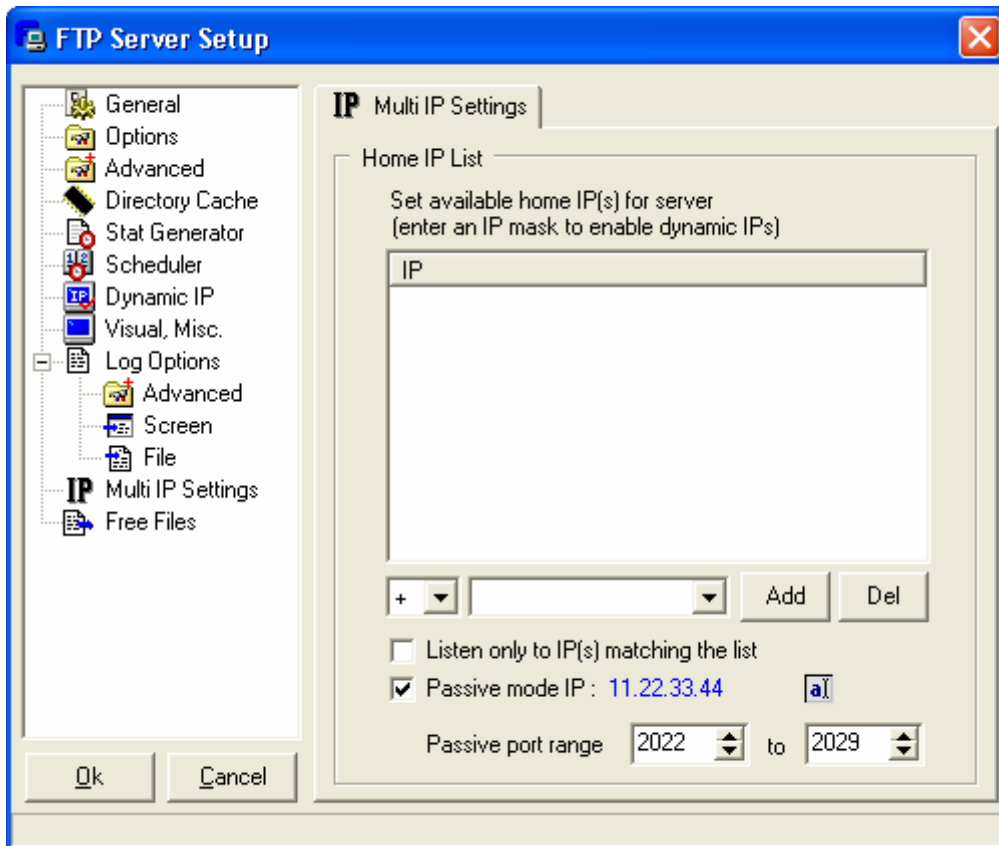 FTP Server Setup
General
Options
Advanced
Directory Cache
Stat Generator
Scheduler
Dynamic IP
Visual, Misc.
Log Options
Advanced
Screen
File
IP Multi IP Settings
Free Files
Ok
Cancel
IP Multi IP Settings
Home IP List
Set available home IP(s) for server
(enter an IP mask to enable dynamic IPs)
IP
+
Add
Del
Listen only to IP(s) matching the list
Passive mode IP : 11.22.33.44
a
Passive port range 2022 to 2029